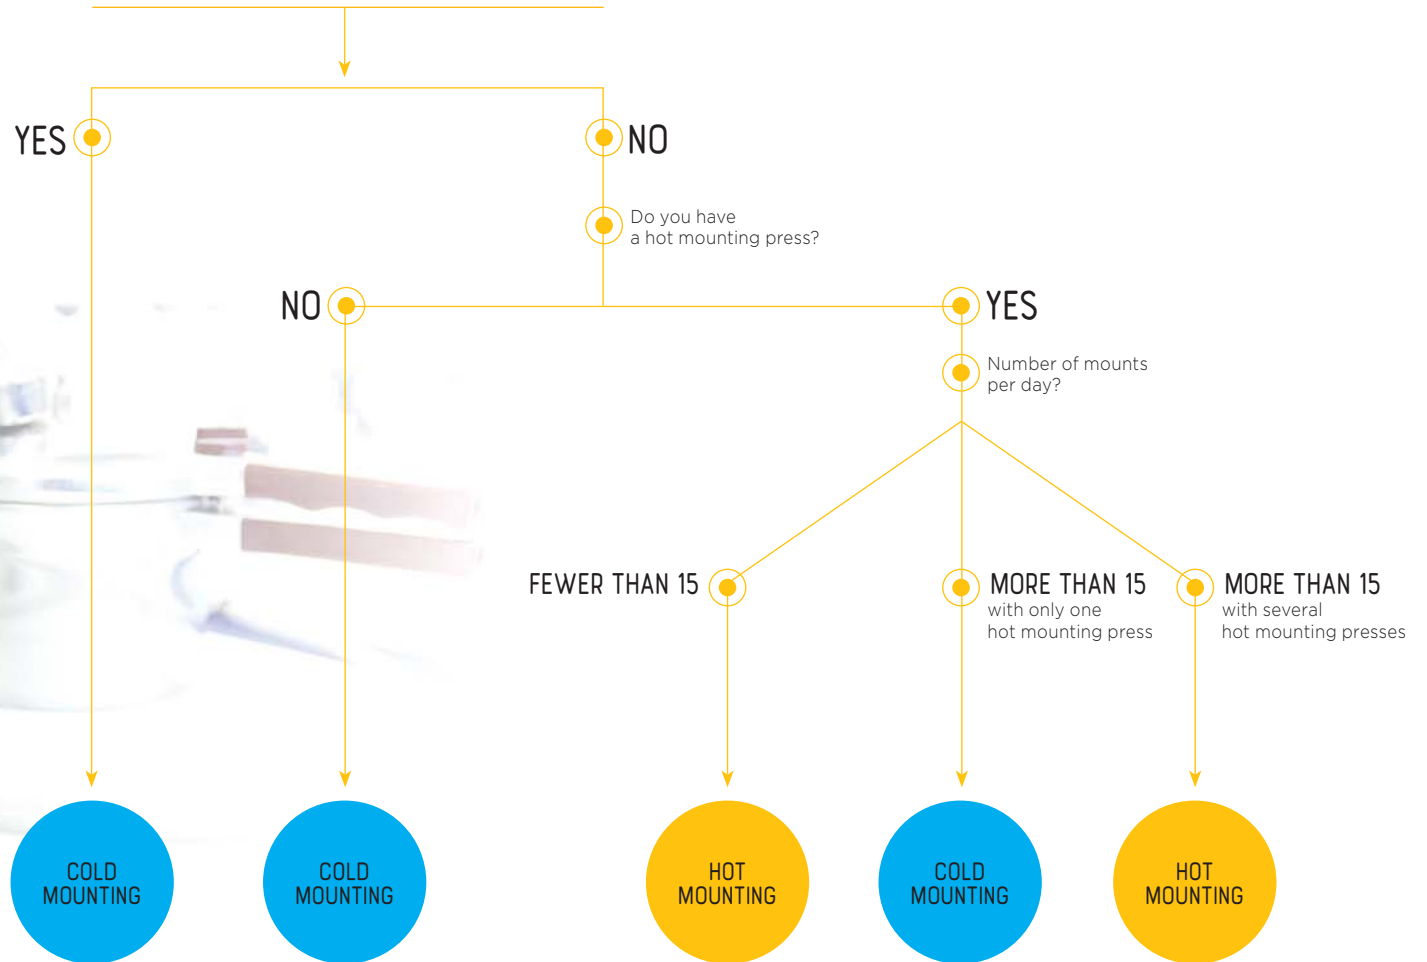 YES
NO
Do you have
a hot mounting press?
NO
YES
Number of mounts
per day?
FEWER THAN 15
MORE THAN 15
with only one
hot mounting press
MORE THAN 15
with several
hot mounting presses
COLD
MOUNTING
COLD
MOUNTING
HOT
MOUNTING
COLD
MOUNTING
HOT
MOUNTING